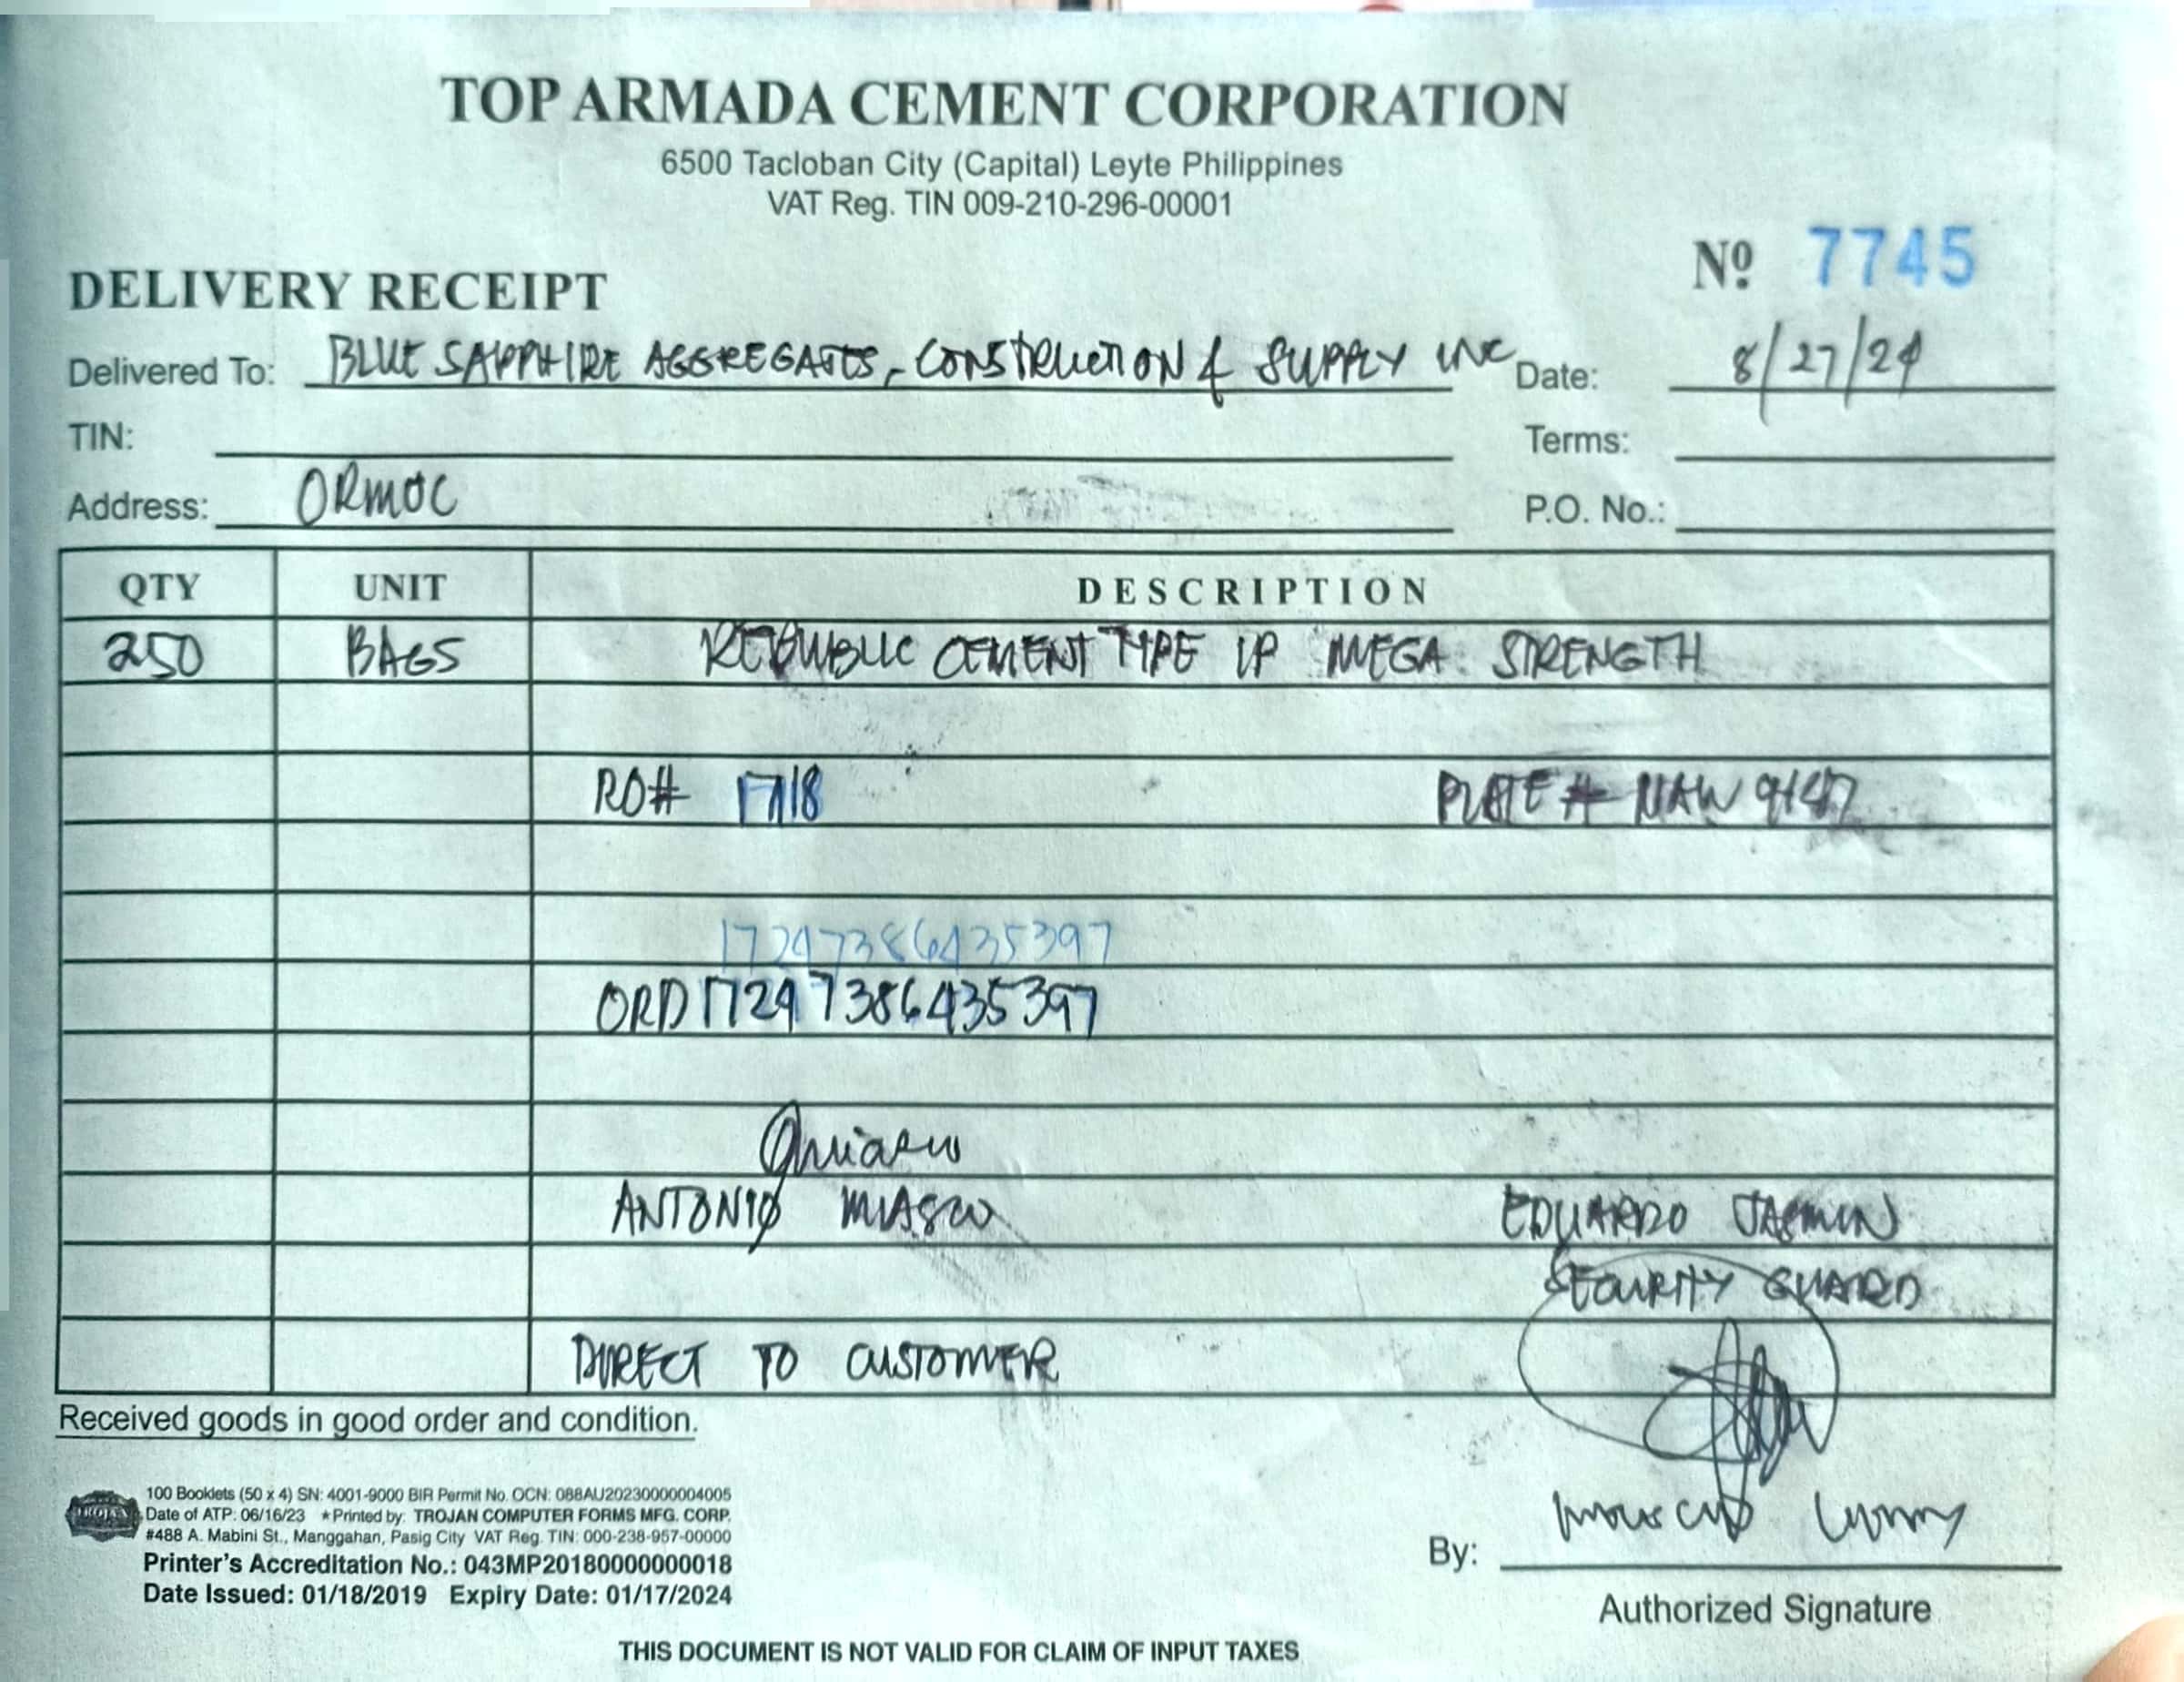 TOP ARMADA CEMENT CORPORATION
6500 Tacloban City (Capital) Leyte Philippines
VAT Reg. TIN 009-210-296-00001
Nº 7745
DELIVERY RECEIPT
Delivered To: BLUE SAPPHIRE AGGREGATES, CONSTRUCTION & SUPPLY INC Date: 8/27/24
TIN: Terms:
Address: ORMOC P.O. No.:
QTY UNIT DESCRIPTION
250 BAGS REPUBLIC CEMENT TYPE 1P MEGA STRENGTH
RO# 1718 PLATE # NAW 9147
17247386435397
ORD17247386435397
ANTONIO EDUARDO JASMIN
SECURITY GUARD
DIRECT TO CUSTOMER
Received goods in good order and condition.
TROJAN
100 Booklets (50 x 4) SN: 4001-9000 BIR Permit No. OCN: 088AU20230000004005
Date of ATP: 06/16/23 ★Printed by: TROJAN COMPUTER FORMS MFG. CORP.
#488 A. Mabini St., Manggahan, Pasig City VAT Reg. TIN: 000-238-957-00000
Printer's Accreditation No.: 043MP20180000000018
Date Issued: 01/18/2019 Expiry Date: 01/17/2024
By:
Authorized Signature
THIS DOCUMENT IS NOT VALID FOR CLAIM OF INPUT TAXES